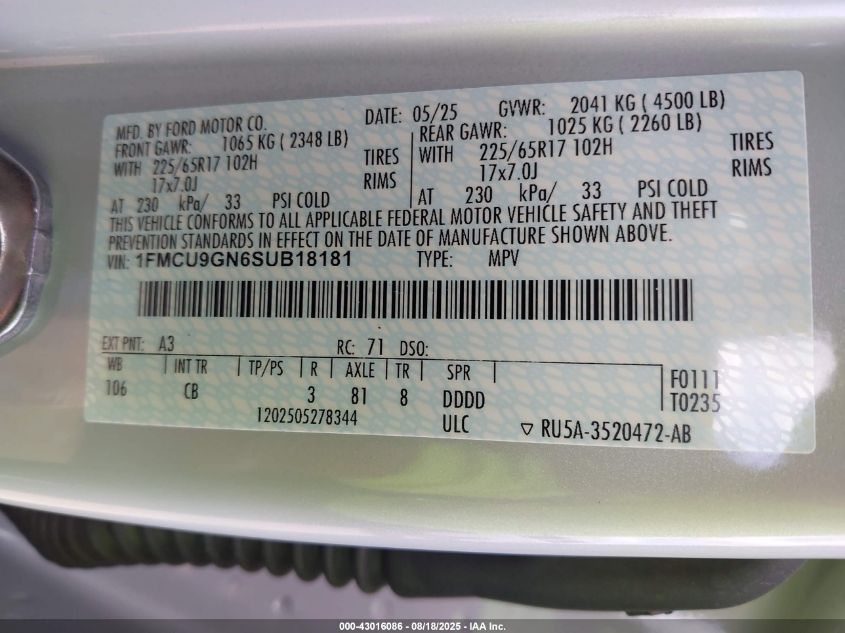 MFD. BY FORD MOTOR CO.
DATE: 05/25 GVWR: 2041 KG ( 4500 LB)
FRONT GAWR: 1065 KG ( 2348 LB)
WITH 225/65R17 102H TIRES
17x7.0J RIMS
AT 230 kPa/ 33 PSI COLD
REAR GAWR: 1025 KG ( 2260 LB)
WITH 225/65R17 102H TIRES
17x7.0J RIMS
AT 230 kPa/ 33 PSI COLD
THIS VEHICLE CONFORMS TO ALL APPLICABLE FEDERAL MOTOR VEHICLE SAFETY AND THEFT
PREVENTION STANDARDS IN EFFECT ON THE DATE OF MANUFACTURE SHOWN ABOVE.
VIN: 1FMCU9GN6SUB18181 TYPE: MPV
EXT PNT: A3 RC: 71 DSO:
WB INT TR TP/PS R AXLE TR SPR
106 CB 3 81 8 DDDD
F0111
T0235
1202505278344 ULC ▽ RU5A-3520472-AB
000-43016086 - 08/18/2025 - IAA Inc.